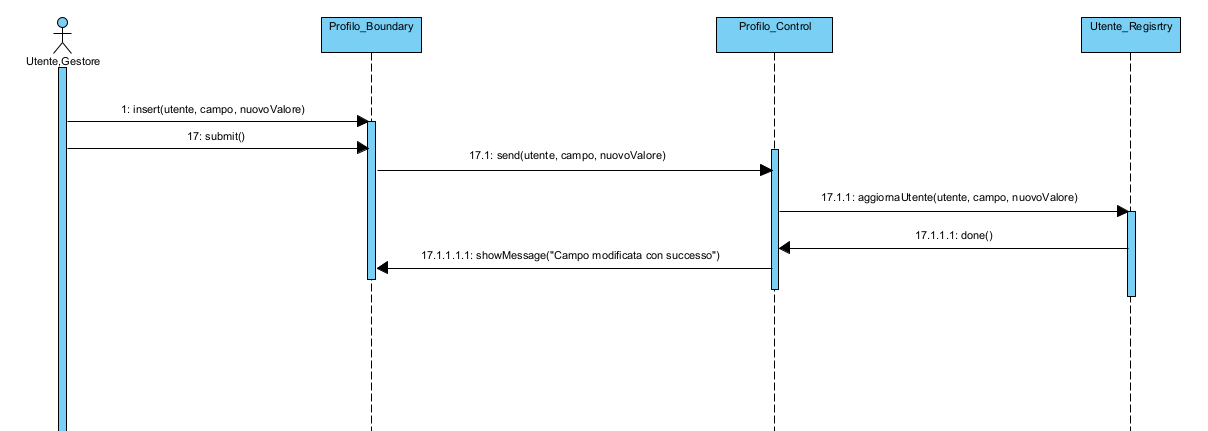 Profilo_Boundary
Profilo_Control
Utente_Regisrtry
Utente,Gestore
1: insert(utente, campo, nuovoValore)
17: submit()
17.1: send(utente, campo, nuovoValore)
17.1.1: aggiornaUtente(utente, campo, nuovoValore)
17.1.1.1: done()
17.1.1.1.1: showMessage("Campo modificata con successo")